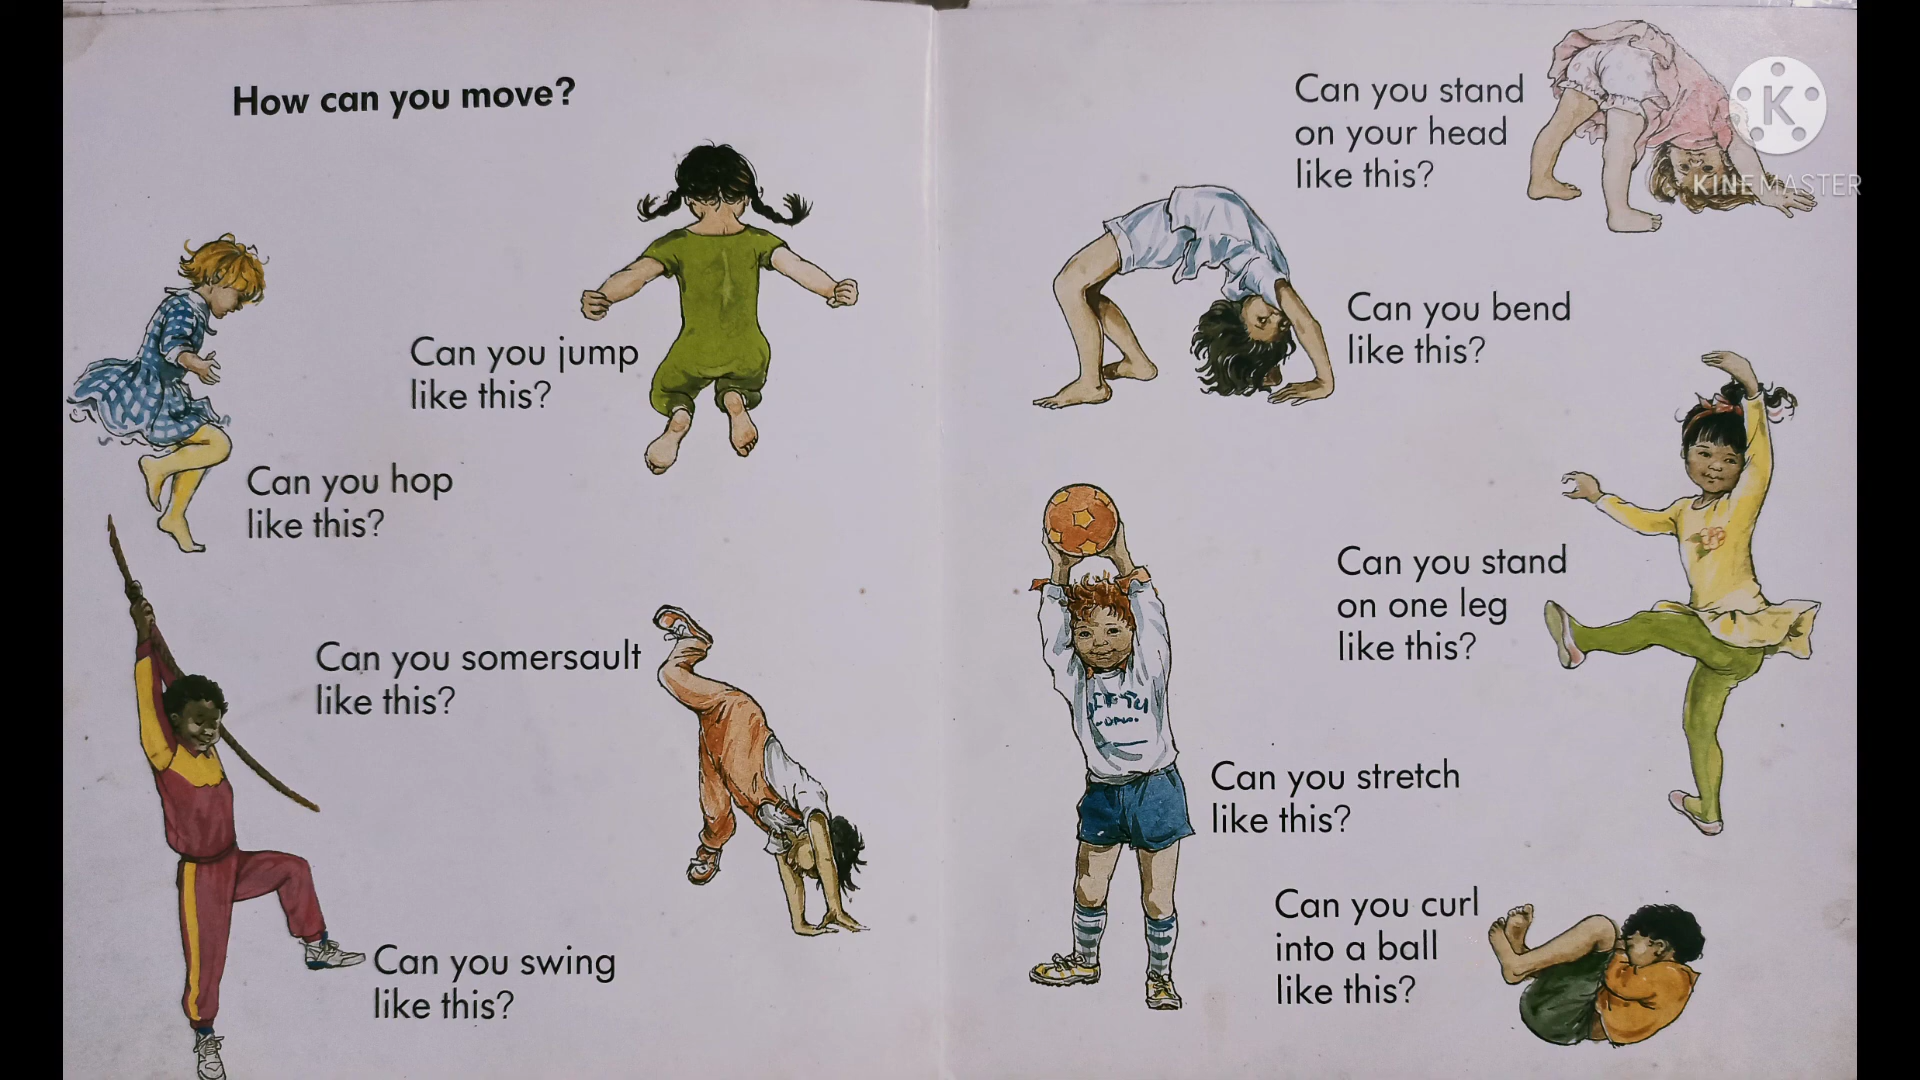 How can you move?
Can you jump
like this?
Can you hop
like this?
Can you somersault
like this?
Can you swing
like this?
Can you stand
on your head
like this?
Can you bend
like this?
Can you stand
on one leg
like this?
Can you stretch
like this?
Can you curl
into a ball
like this?
K
KINEMASTER